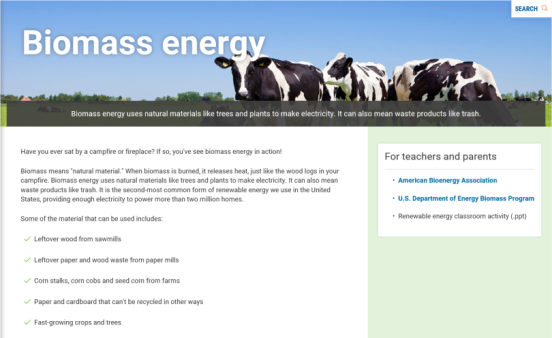 SEARCH
Biomass energy
Biomass energy uses natural materials like trees and plants to make electricity. It can also mean waste products like trash.
Have you ever sat by a campfire or fireplace? If so, you've see biomass energy in action!
Biomass means "natural material." When biomass is burned, it releases heat, just like the wood logs in your
campfire. Biomass energy uses natural materials like trees and plants to make electricity. It can also mean
waste products like trash. It is the second-most common form of renewable energy we use in the United
States, providing enough electricity to power more than two million homes.
Some of the material that can be used includes:
Leftover wood from sawmills
Leftover paper and wood waste from paper mills
Corn stalks, corn cobs and seed corn from farms
Paper and cardboard that can't be recycled in other ways
Fast-growing crops and trees
For teachers and parents
American Bioenergy Association
U.S. Department of Energy Biomass Program
Renewable energy classroom activity (.ppt)